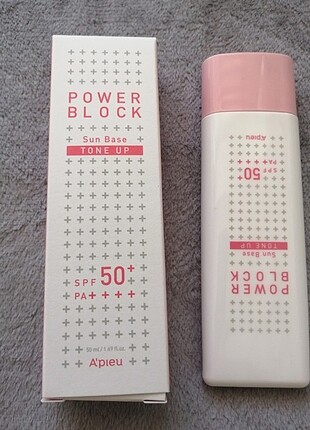 POWER
BLOCK
Sun Base
TONE UP
SPF 50+
PA++++
50 ml / 1.69 fl.oz.
A'pieu
POWER
BLOCK
Sun Base
TONE UP
SPF 50+
PA++++
A'pieu